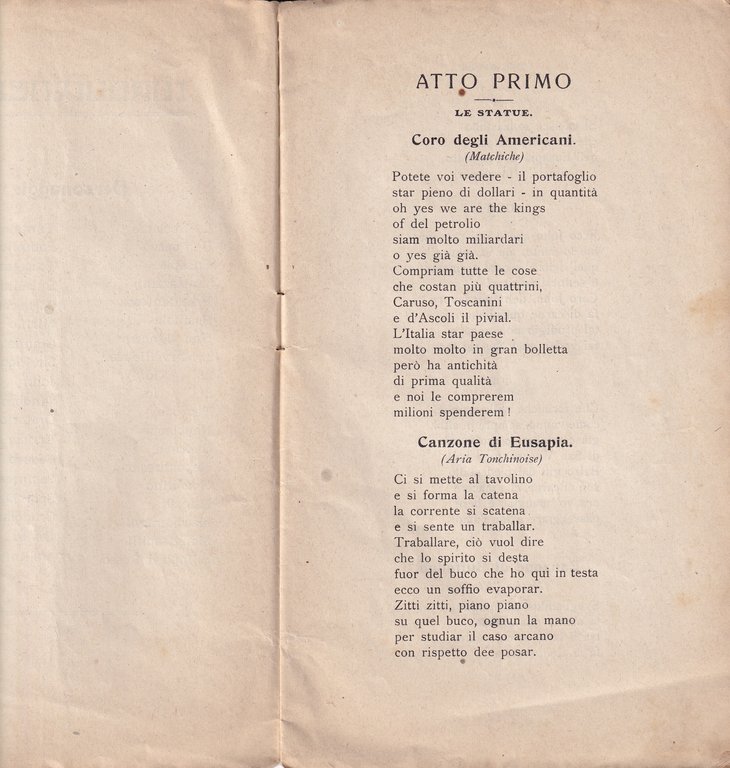 ATTO PRIMO
LE STATUE.
Coro degli Americani.
(Matchiche)
Potete voi vedere - il portafoglio
star pieno di dollari - in quantità
oh yes we are the kings
of del petrolio
siam molto miliardari
o yes già già.
Compriam tutte le cose
che costan più quattrini,
Caruso, Toscanini
e d'Ascoli il pivial.
L'Italia star paese
molto molto in gran bolletta
però ha antichità
di prima qualità
e noi le comprerem
milioni spenderem !
Canzone di Eusapia.
(Aria Tonchinoise)
Ci si mette al tavolino
e si forma la catena
la corrente si scatena
e si sente un traballar.
Traballare, ciò vuol dire
che lo spirito si desta
fuor del buco che ho qui in testa
ecco un soffio evaporar.
Zitti zitti, piano piano
su quel buco, ognun la mano
per studiar il caso arcano
con rispetto dee posar.